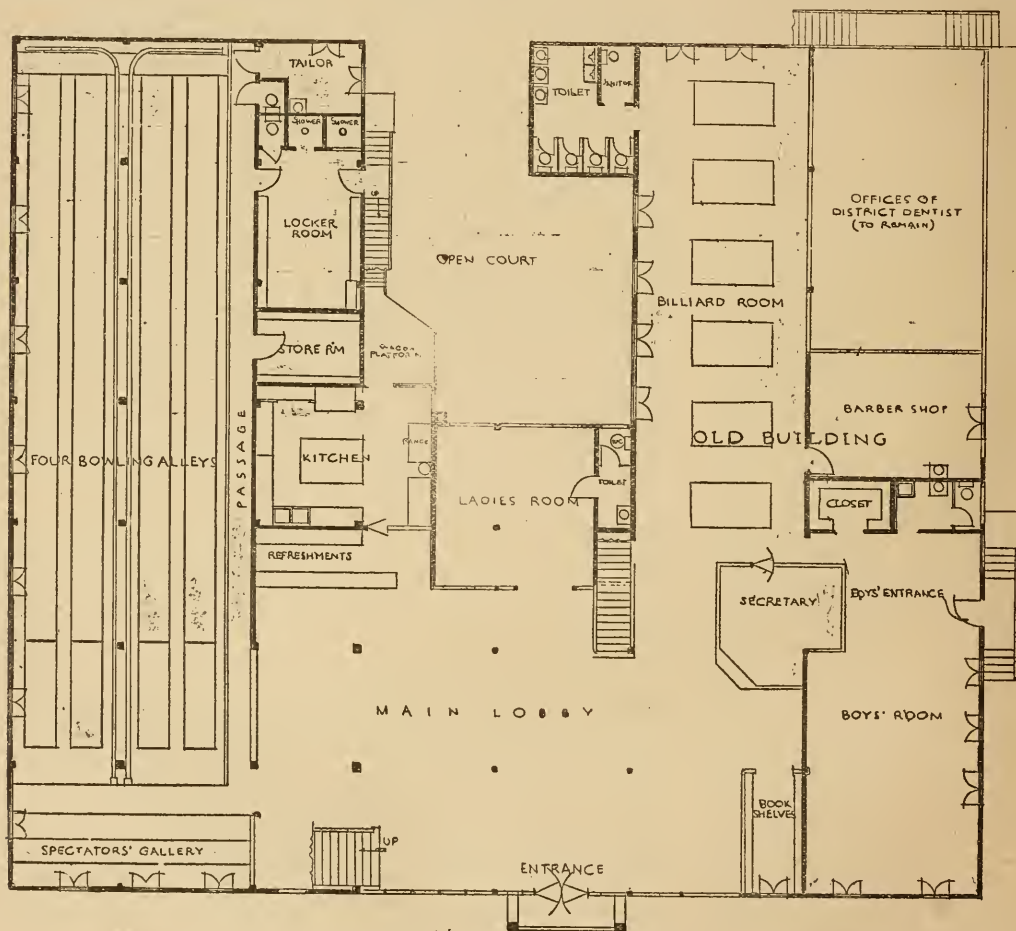 TAILOR
TOILET
JANITOR
SHOWER
SHOWER
UP
LOCKER
ROOM
OFFICES OF
DISTRICT DENTIST
(TO REMAIN)
OPEN COURT
BILLIARD ROOM
STORE RM
PLATFORM
BARBER SHOP
OLD BUILDING
PASSAGE
FOUR BOWLING ALLEYS
KITCHEN
RANGE
TOILET
LADIES ROOM
CLOSET
REFRESHMENTS
SECRETARY
BOYS' ENTRANCE
MAIN LOBBY
BOYS' ROOM
BOOK
SHELVES
SPECTATORS' GALLERY
UP
ENTRANCE